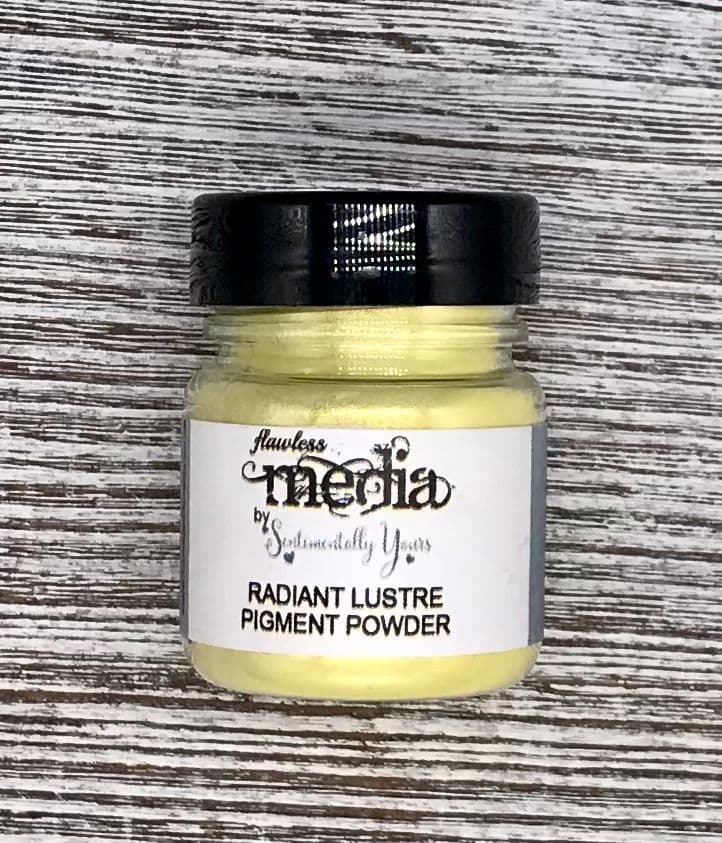 flawless
media
by Sentimentally Yours
RADIANT LUSTRE
PIGMENT POWDER